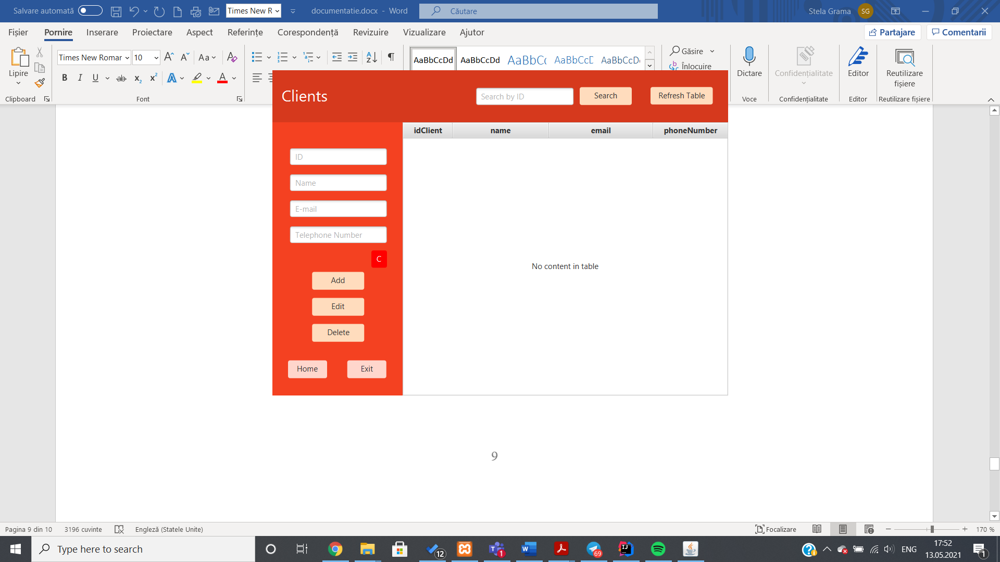 Salvare automată
Times New R
documentatie.docx - Word
Căutare
Stela Grama
SG
Fișier
Pornire
Inserare
Proiectare
Aspect
Referințe
Corespondență
Revizuire
Vizualizare
Ajutor
Partajare
Comentarii
Lipire
Clipboard
Times New Romar
10
Font
AaBbCcDd
AaBbCcDd
AaBbCc
AaBbCcD
AaBbCcD
Găsire
Înlocuire
Dictare
Voce
Confidențialitate
Confidențialitate
Editor
Editor
Reutilizare
fișiere
Reutilizare fișiere
Clients
Search by ID
Search
Refresh Table
idClient
name
email
phoneNumber
ID
Name
E-mail
Telephone Number
C
Add
Edit
Delete
Home
Exit
No content in table
9
Pagina 9 din 10
3196 cuvinte
Engleză (Statele Unite)
Focalizare
170 %
Type here to search
12
1
69
ENG
17:52
13.05.2021
1